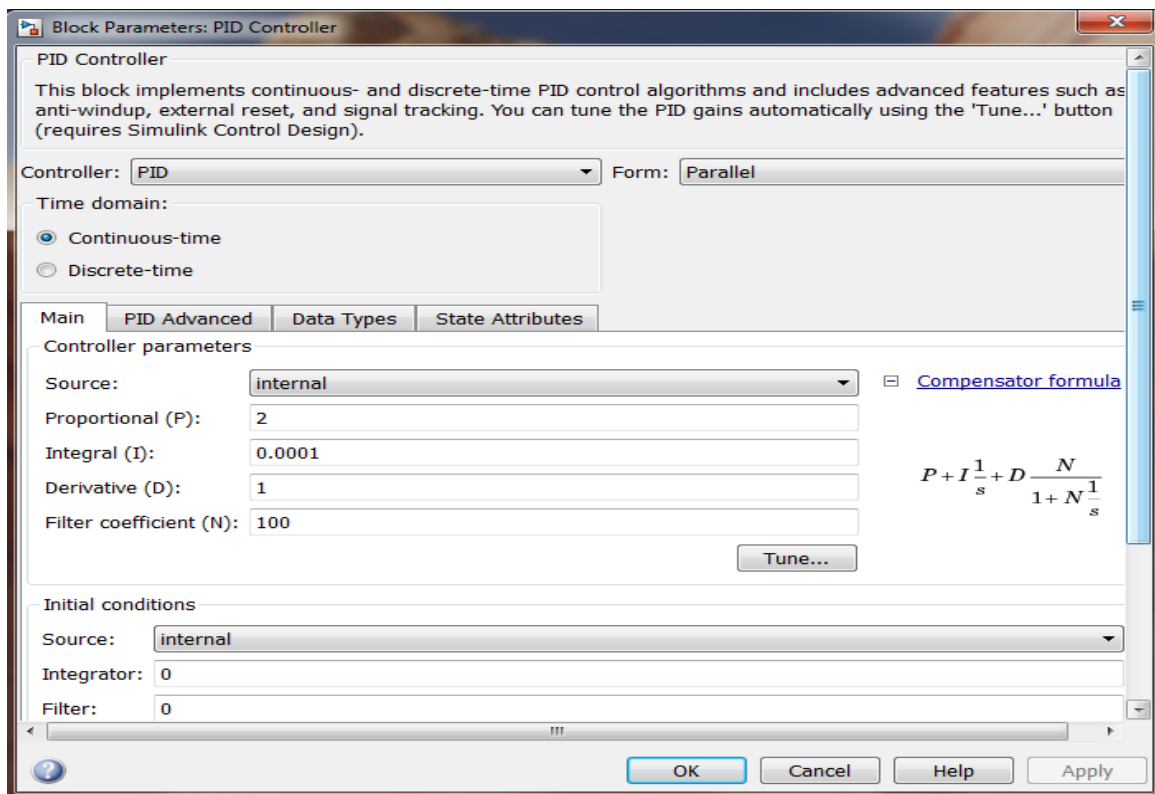 Block Parameters: PID Controller
PID Controller
This block implements continuous- and discrete-time PID control algorithms and includes advanced features such as
anti-windup, external reset, and signal tracking. You can tune the PID gains automatically using the 'Tune...' button
(requires Simulink Control Design).
Controller: PID Form: Parallel
Time domain:
Continuous-time
Discrete-time
Main PID Advanced Data Types State Attributes
Controller parameters
Source: internal Compensator formula
Proportional (P): 2
Integral (I): 0.0001
Derivative (D): 1
P + I 1/s + D N/(1 + N 1/s)
Filter coefficient (N): 100
Tune...
Initial conditions
Source: internal
Integrator: 0
Filter: 0
OK Cancel Help Apply